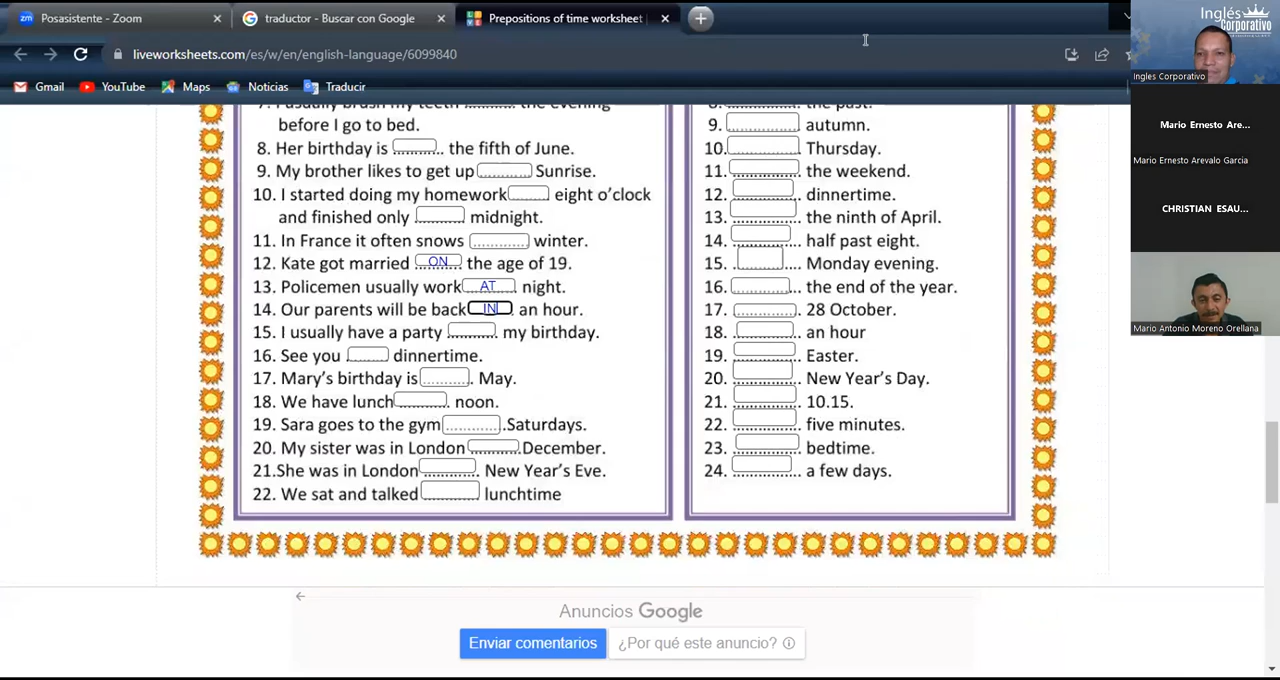 Posasistente - Zoom
traductor - Buscar con Google
Prepositions of time worksheet
liveworksheets.com/es/w/en/english-language/6099840
Gmail
YouTube
Maps
Noticias
Traducir
Inglés
Corporativo
Ingles Corporativo
Mario Ernesto Are...
Mario Ernesto Arevalo Garcia
CHRISTIAN ESAU...
Mario Antonio Moreno Orellana
7. I usually brush my teeth .......... the evening
before I go to bed.
8. Her birthday is .......... the fifth of June.
9. My brother likes to get up .......... Sunrise.
10. I started doing my homework .......... eight o'clock
and finished only .......... midnight.
11. In France it often snows .......... winter.
12. Kate got married ON the age of 19.
13. Policemen usually work AT night.
14. Our parents will be back IN an hour.
15. I usually have a party .......... my birthday.
16. See you .......... dinnertime.
17. Mary's birthday is .......... May.
18. We have lunch .......... noon.
19. Sara goes to the gym .......... Saturdays.
20. My sister was in London .......... December.
21.She was in London .......... New Year's Eve.
22. We sat and talked .......... lunchtime
8. .......... the past.
9. .......... autumn.
10. .......... Thursday.
11. .......... the weekend.
12. .......... dinnertime.
13. .......... the ninth of April.
14. .......... half past eight.
15. .......... Monday evening.
16. .......... the end of the year.
17. .......... 28 October.
18. .......... an hour
19. .......... Easter.
20. .......... New Year's Day.
21. .......... 10.15.
22. .......... five minutes.
23. .......... bedtime.
24. .......... a few days.
Anuncios Google
Enviar comentarios
¿Por qué este anuncio?